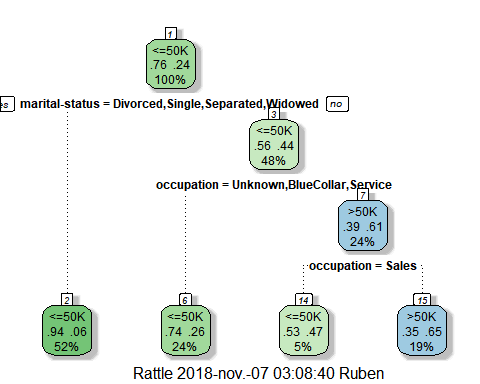 1
<=50K
.76 .24
100%
es marital-status = Divorced,Single,Separated,Widowed no
3
<=50K
.56 .44
48%
occupation = Unknown,BlueCollar,Service
7
>50K
.39 .61
24%
occupation = Sales
2 6 14 15
<=50K <=50K <=50K >50K
.94 .06 .74 .26 .53 .47 .35 .65
52% 24% 5% 19%
Rattle 2018-nov.-07 03:08:40 Ruben